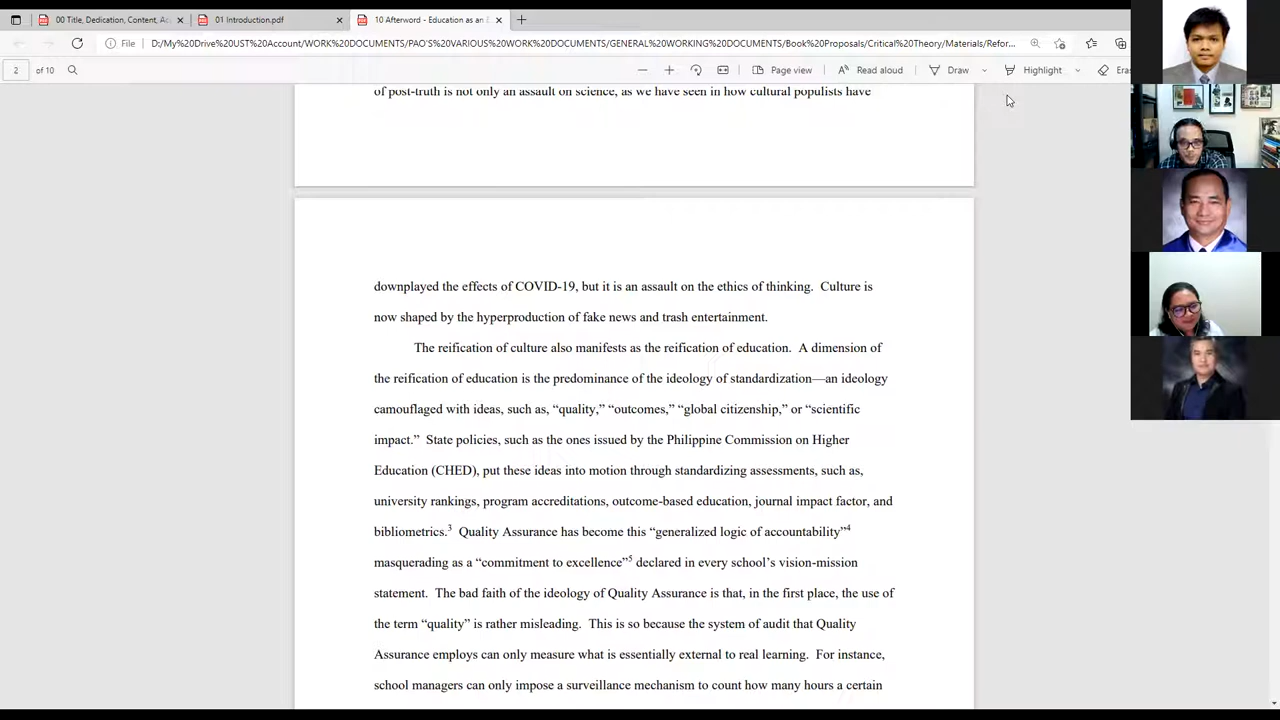 00 Title, Dedication, Content, Ac
01 Introduction.pdf
10 Afterword - Education as an E
File
D:/My%20Drive%20UST%20Account/WORK%20DOCUMENTS/PAOLO%20VARIOUS%20WORK%20DOCUMENTS/GENERAL%20WORKING%20DOCUMENTS/Book%20Proposals/Critical%20Theory/Materials/Refor...
2 of 10
Page view
Read aloud
Draw
Highlight
Eras
of post-truth is not only an assault on science, as we have seen in how cultural populists have
downplayed the effects of COVID-19, but it is an assault on the ethics of thinking. Culture is
now shaped by the hyperproduction of fake news and trash entertainment.
The reification of culture also manifests as the reification of education. A dimension of
the reification of education is the predominance of the ideology of standardization—an ideology
camouflaged with ideas, such as, “quality,” “outcomes,” “global citizenship,” or “scientific
impact.” State policies, such as the ones issued by the Philippine Commission on Higher
Education (CHED), put these ideas into motion through standardizing assessments, such as,
university rankings, program accreditations, outcome-based education, journal impact factor, and
bibliometrics.3 Quality Assurance has become this “generalized logic of accountability”4
masquerading as a “commitment to excellence”5 declared in every school’s vision-mission
statement. The bad faith of the ideology of Quality Assurance is that, in the first place, the use of
the term “quality” is rather misleading. This is so because the system of audit that Quality
Assurance employs can only measure what is essentially external to real learning. For instance,
school managers can only impose a surveillance mechanism to count how many hours a certain